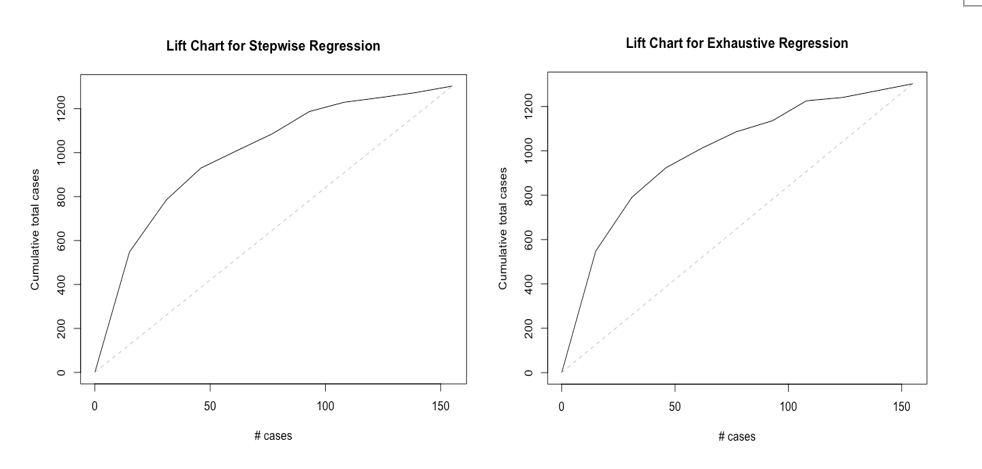 Lift Chart for Stepwise Regression
Cumulative total cases
0 200 400 600 800 1000 1200
0 50 100 150
# cases
Lift Chart for Exhaustive Regression
Cumulative total cases
0 200 400 600 800 1000 1200
0 50 100 150
# cases